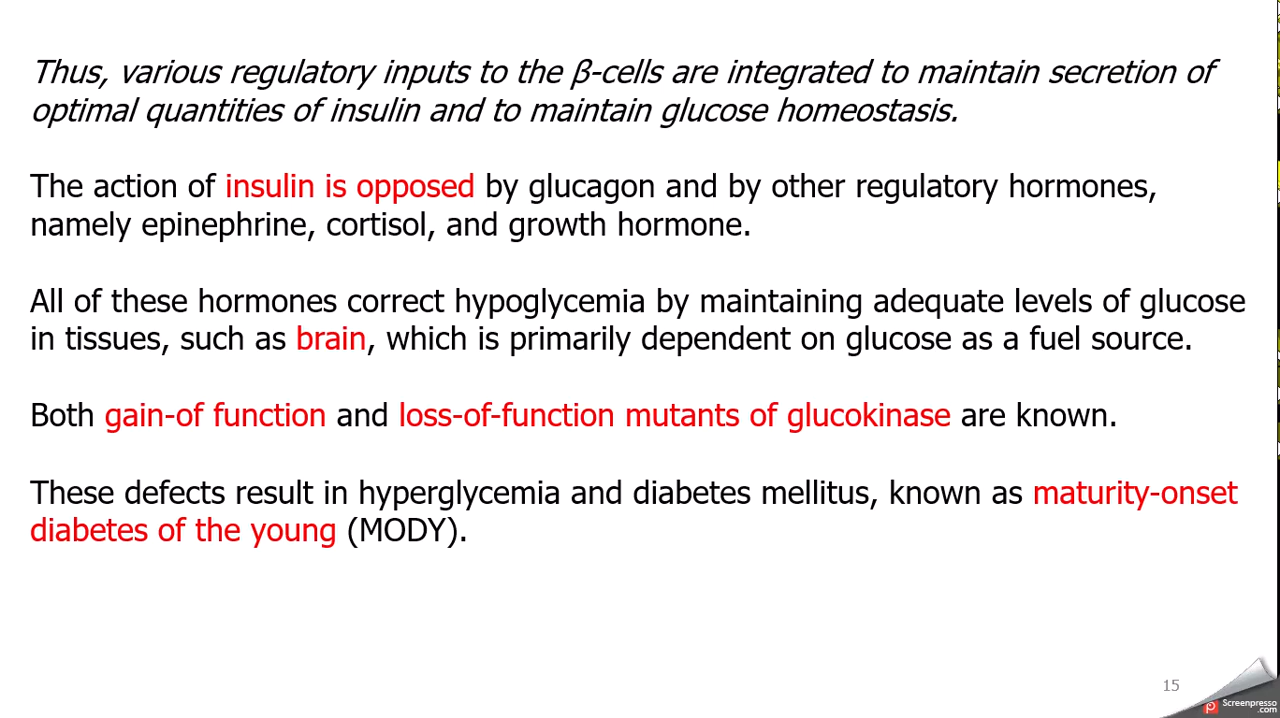 Thus, various regulatory inputs to the β-cells are integrated to maintain secretion of
optimal quantities of insulin and to maintain glucose homeostasis.
The action of insulin is opposed by glucagon and by other regulatory hormones,
namely epinephrine, cortisol, and growth hormone.
All of these hormones correct hypoglycemia by maintaining adequate levels of glucose
in tissues, such as brain, which is primarily dependent on glucose as a fuel source.
Both gain-of function and loss-of-function mutants of glucokinase are known.
These defects result in hyperglycemia and diabetes mellitus, known as maturity-onset
diabetes of the young (MODY).
15
Screenpresso
.com